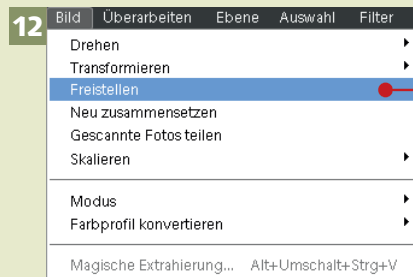 12
Bild Überarbeiten Ebene Auswahl Filter
Drehen
Transformieren
Freistellen
Neu zusammensetzen
Gescannte Fotos teilen
Skalieren
Modus
Farbprofil konvertieren
Magische Extrahierung... Alt+Umschalt+Strg+V